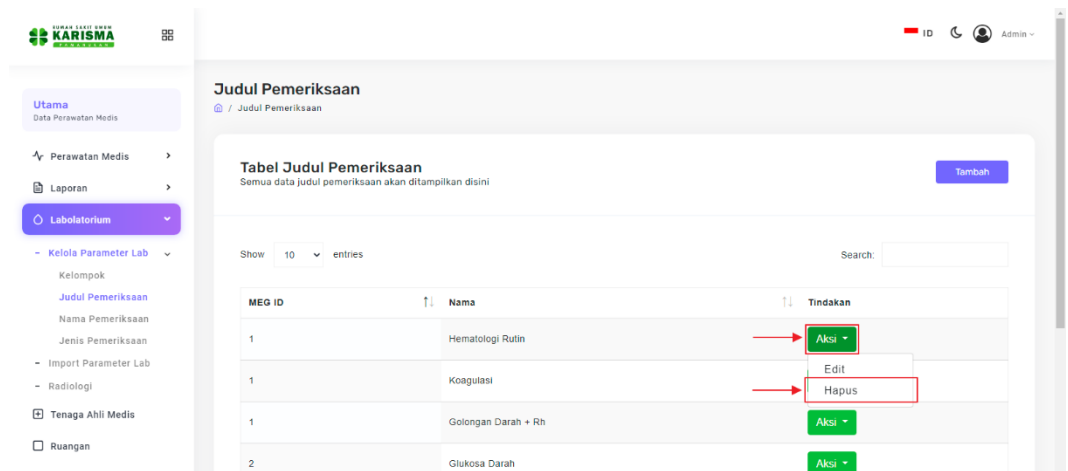 RUMAH SAKIT UMUM
KARISMA
ID
Admin
Utama
Data Perawatan Medis
Perawatan Medis
Laporan
Labolatorium
- Kelola Parameter Lab
Kelompok
Judul Pemeriksaan
Nama Pemeriksaan
Jenis Pemeriksaan
- Import Parameter Lab
- Radiologi
Tenaga Ahli Medis
Ruangan
Judul Pemeriksaan
/ Judul Pemeriksaan
Tabel Judul Pemeriksaan
Semua data judul pemeriksaan akan ditampilkan disini
Tambah
Show 10 entries
Search:
MEG ID Nama Tindakan
1 Hematologi Rutin Aksi
Edit
1 Koagulasi
Hapus
1 Golongan Darah + Rh Aksi
2 Glukosa Darah Aksi